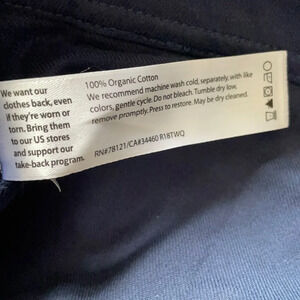 We want our
clothes back, even
if they're worn or
torn. Bring them
to our US stores
and support our
take-back program.
100% Organic Cotton
We recommend machine wash cold, separately, with like
colors, gentle cycle. Do not bleach. Tumble dry low,
remove promptly. Press to restore. May be dry cleaned.
RN#78121/CA#34460 R18TWQ